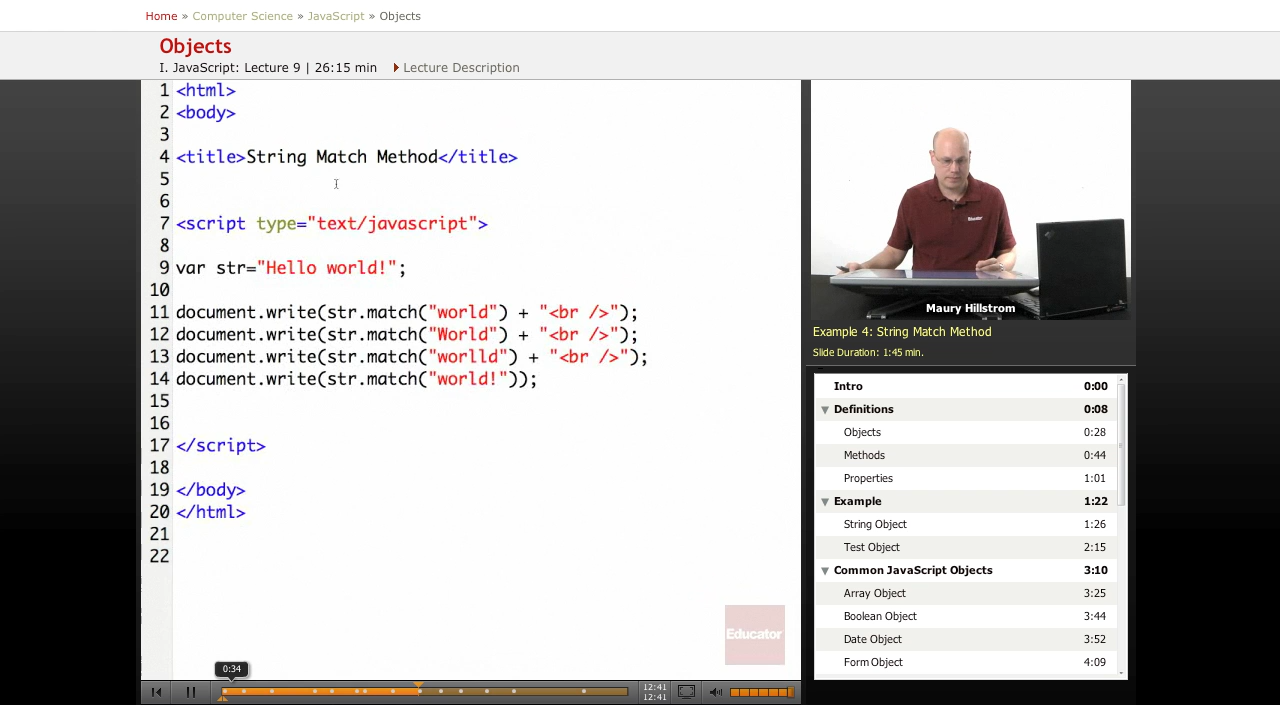 Home » Computer Science » JavaScript » Objects
Objects
I. JavaScript: Lecture 9 | 26:15 min
Lecture Description
1 <html>
2 <body>
3
4 <title>String Match Method</title>
5
6
7 <script type="text/javascript">
8
9 var str="Hello world!";
10
11 document.write(str.match("world") + "<br />");
12 document.write(str.match("World") + "<br />");
13 document.write(str.match("worlld") + "<br />");
14 document.write(str.match("world!"));
15
16
17 </script>
18
19 </body>
20 </html>
21
22
Educator
0:34
12:41
12:41
Educator
Maury Hillstrom
Example 4: String Match Method
Slide Duration: 1:45 min.
Intro 0:00
Definitions 0:08
Objects 0:28
Methods 0:44
Properties 1:01
Example 1:22
String Object 1:26
Test Object 2:15
Common JavaScript Objects 3:10
Array Object 3:25
Boolean Object 3:44
Date Object 3:52
Form Object 4:09